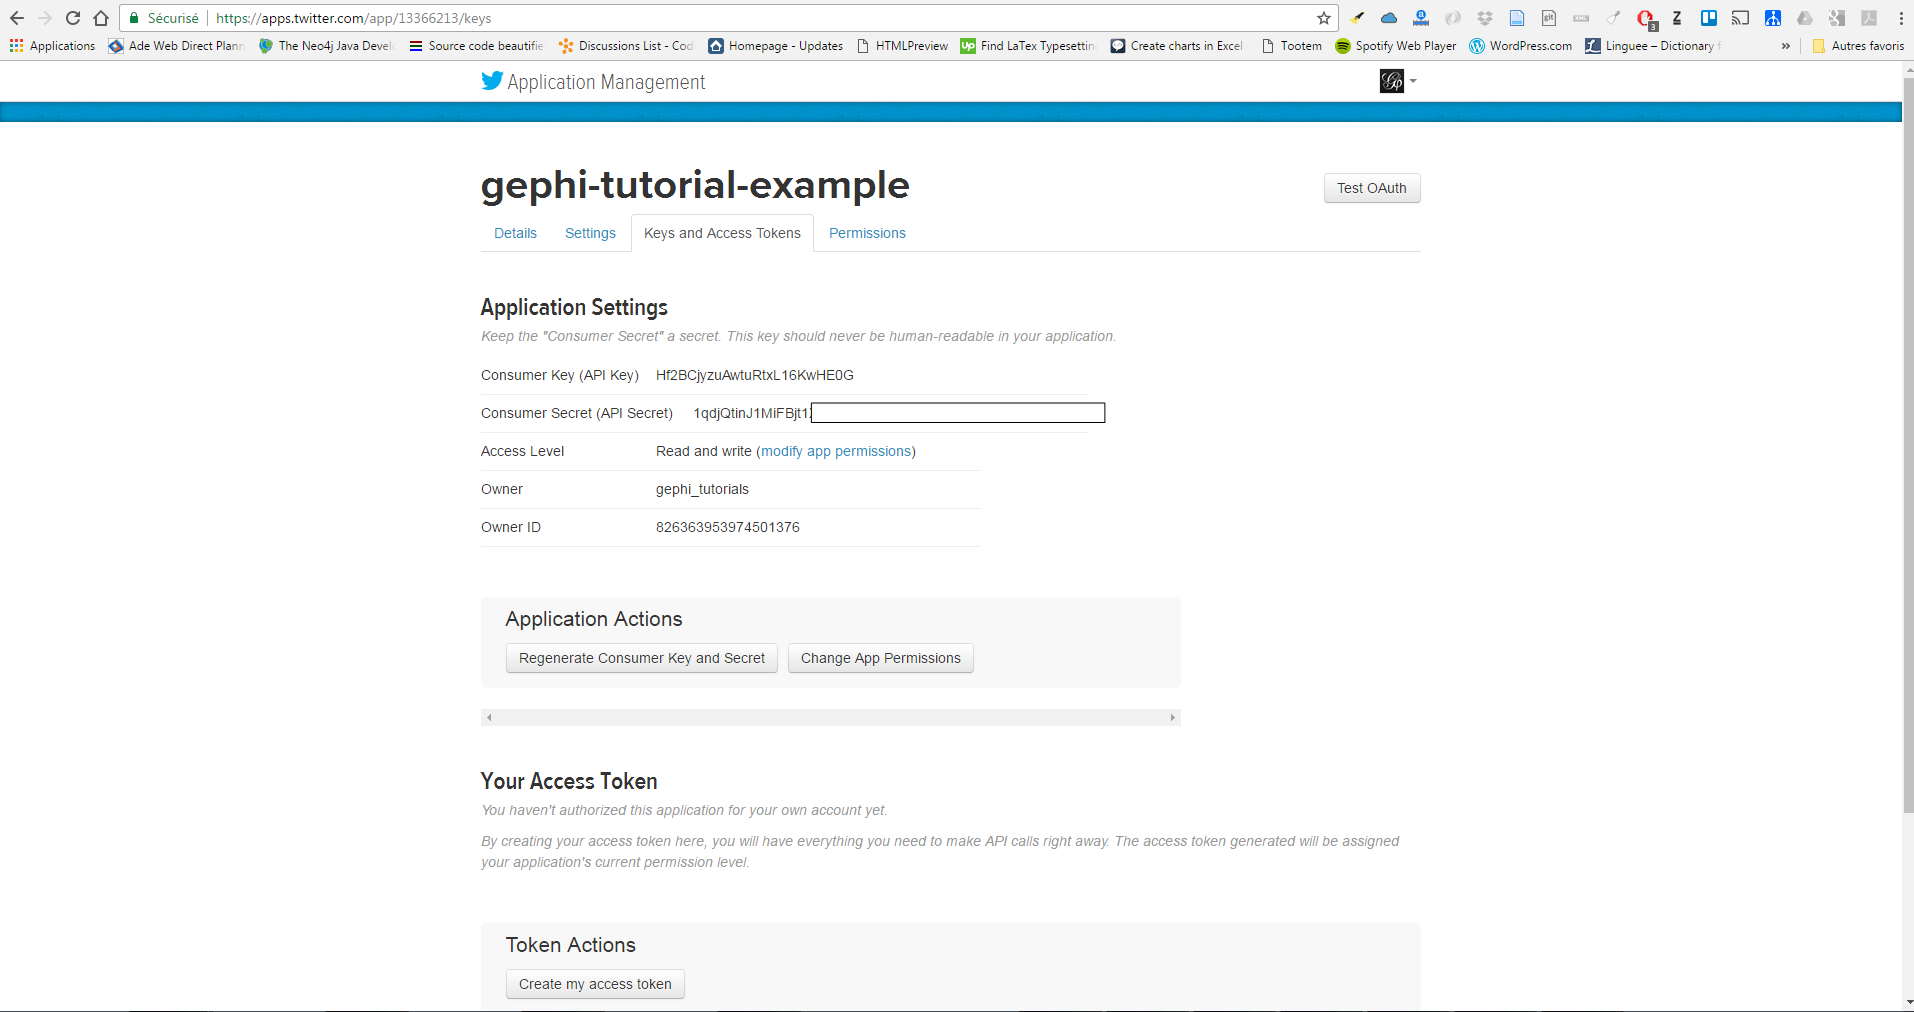 Sécurisé https://apps.twitter.com/app/13366213/keys
Applications Ade Web Direct Plann The Neo4j Java Devel Source code beautifie Discussions List - Cod Homepage - Updates HTMLPreview Up Find LaTex Typesettin Create charts in Excel Tootem Spotify Web Player WordPress.com Linguee – Dictionary f » Autres favoris
Application Management
gephi-tutorial-example
Test OAuth
Details Settings Keys and Access Tokens Permissions
Application Settings
Keep the "Consumer Secret" a secret. This key should never be human-readable in your application.
Consumer Key (API Key) Hf2BCjyzuAwtuRtxL16KwHE0G
Consumer Secret (API Secret) 1qdjQtinJ1MiFBjt1
Access Level Read and write (modify app permissions)
Owner gephi_tutorials
Owner ID 826363953974501376
Application Actions
Regenerate Consumer Key and Secret Change App Permissions
Your Access Token
You haven't authorized this application for your own account yet.
By creating your access token here, you will have everything you need to make API calls right away. The access token generated will be assigned
your application's current permission level.
Token Actions
Create my access token